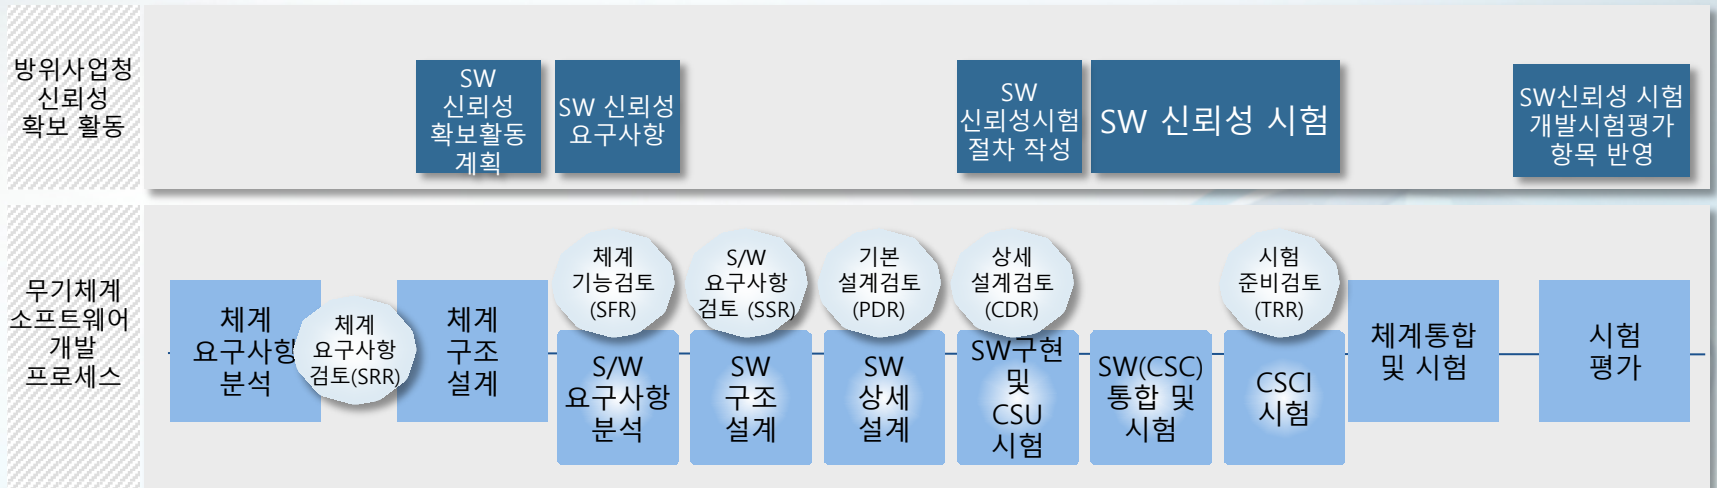 방위사업청
신뢰성
확보 활동
SW
신뢰성
확보활동
계획
SW 신뢰성
요구사항
SW
신뢰성시험
절차 작성
SW 신뢰성 시험
SW신뢰성 시험
개발시험평가
항목 반영
무기체계
소프트웨어
개발
프로세스
체계
요구사항
분석
체계
요구사항
검토(SRR)
체계
구조
설계
체계
기능검토
(SFR)
S/W
요구사항
분석
S/W
요구사항
검토 (SSR)
SW
구조
설계
기본
설계검토
(PDR)
SW
상세
설계
상세
설계검토
(CDR)
SW구현
및
CSU
시험
SW(CSC)
통합 및
시험
시험
준비검토
(TRR)
CSCI
시험
체계통합
및 시험
시험
평가